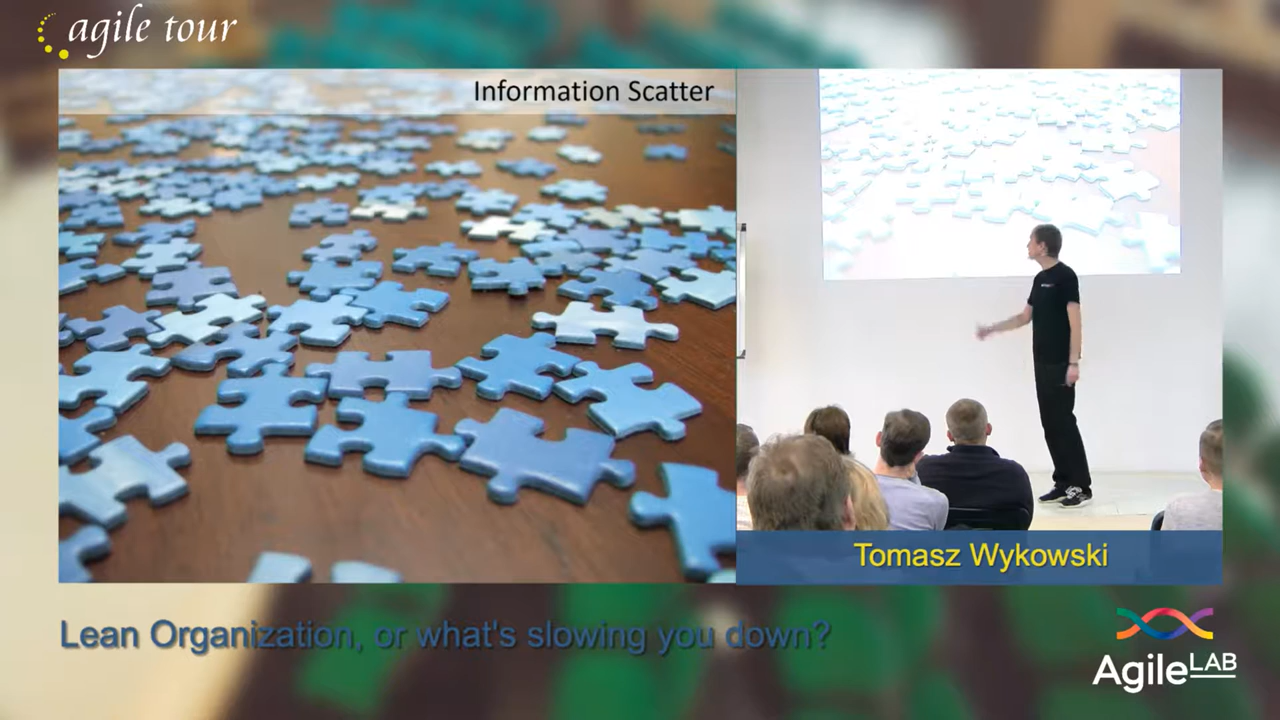 agile tour
Information Scatter
Tomasz Wykowski
Lean Organization, or what's slowing you down?
AgileLAB